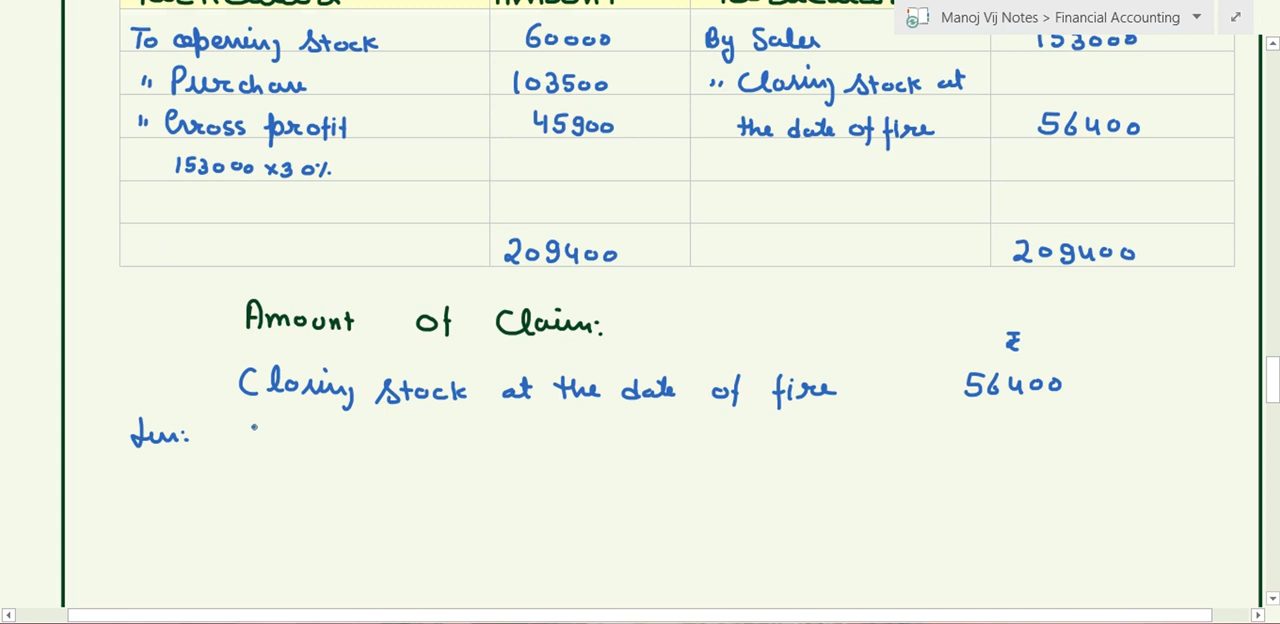 Manoj Vij Notes > Financial Accounting
To opening Stock 60000 By Sales 153000
" Purchase 103500 " Closing Stock at
" Gross profit 45900 the date of fire 56400
153000 x 30%
209400 209400
Amount of Claim:
₹
Closing Stock at the date of fire 56400
Less: